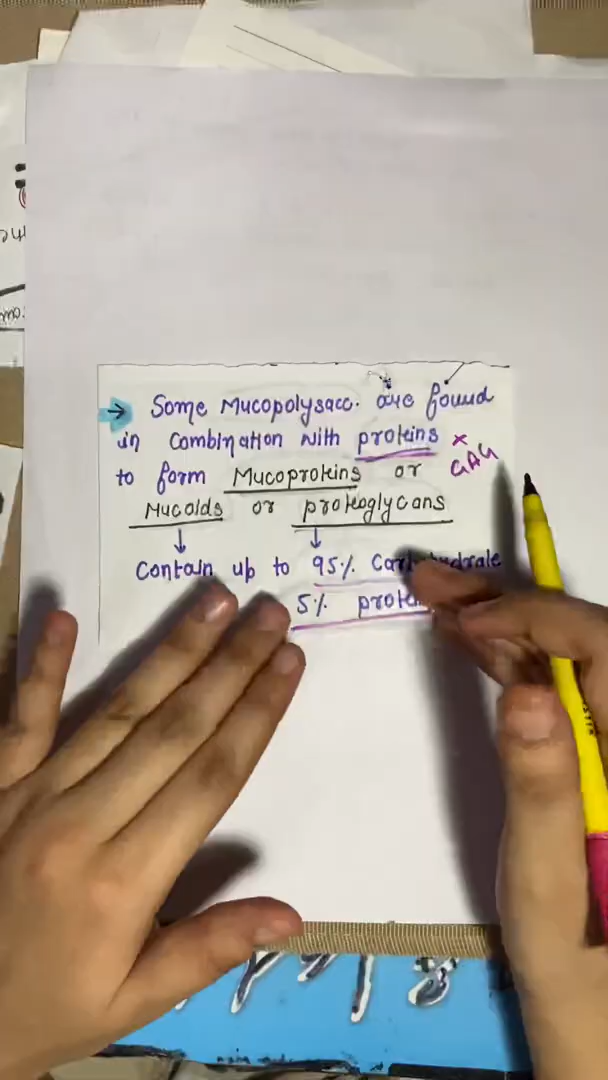 → Some Mucopolysacc. are found
in Combination with proteins x
GAG
to form Mucoproteins or
Mucoids or proteoglycans
Contain up to 95% Carbohydrate
5% protein